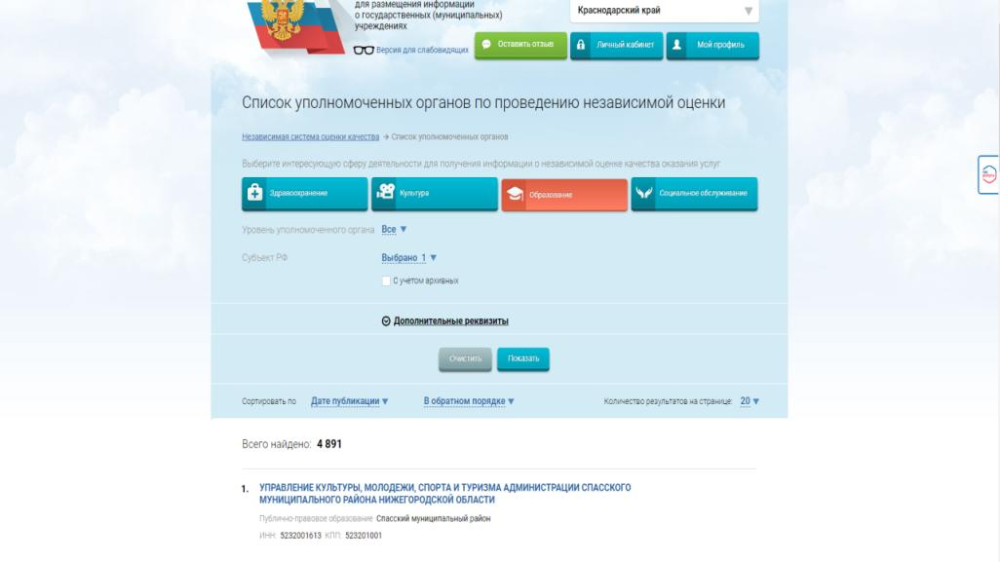 для размещения информации
о государственных (муниципальных)
учреждениях
Краснодарский край
Версия для слабовидящих
Оставить отзыв
Личный кабинет
Мой профиль
Список уполномоченных органов по проведению независимой оценки
Независимая система оценки качества → Список уполномоченных органов
Выберите интересующую сферу деятельности для получения информации о независимой оценке качества оказания услуг
Здравоохранение
Культура
Образование
Социальное обслуживание
Уровень уполномоченного органа Все
Субъект РФ Выбрано 1
С учетом архивных
Дополнительные реквизиты
Очистить Показать
Сортировать по Дате публикации В обратном порядке Количество результатов на странице: 20
Всего найдено: 4 891
1. УПРАВЛЕНИЕ КУЛЬТУРЫ, МОЛОДЕЖИ, СПОРТА И ТУРИЗМА АДМИНИСТРАЦИИ СПАССКОГО
МУНИЦИПАЛЬНОГО РАЙОНА НИЖЕГОРОДСКОЙ ОБЛАСТИ
Публично-правовое образование Спасский муниципальный район
ИНН: 5232001613 КПП: 523201001